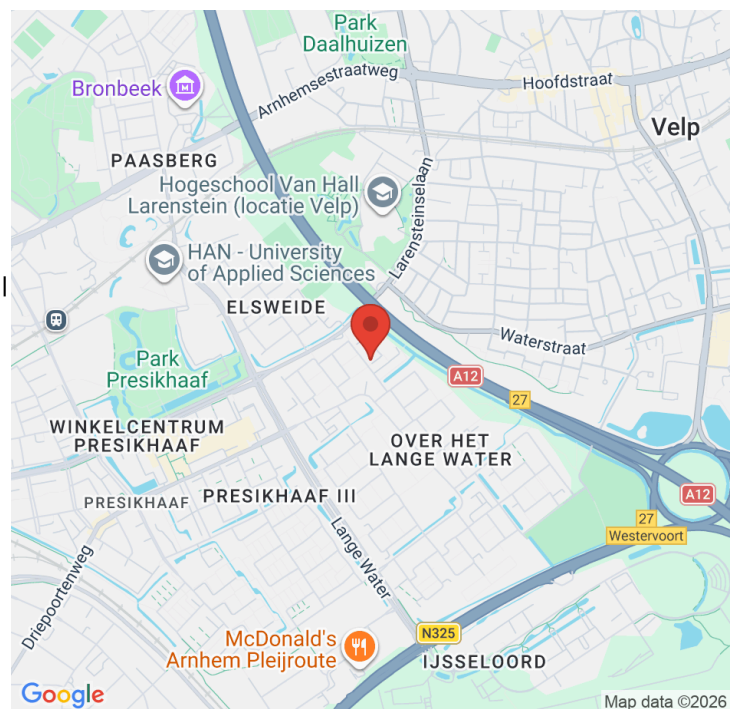 Park
Daalhuizen
Hoofdstraat
Arnhemsestraatweg
Bronbeek
Velp
PAASBERG
Hogeschool Van Hall
Larenstein (locatie Velp)
Larensteinselaan
HAN - University
of Applied Sciences
ELSWEIDE
Waterstraat
Park
Presikhaaf
A12
27
WINKELCENTRUM
PRESIKHAAF
OVER HET
LANGE WATER
PRESIKHAAF III
PRESIKHAAF
A12
27
Westervoort
Lange Water
Driepoortenweg
N325
McDonald's
Arnhem Pleijroute
IJSSELOORD
Google
Map data ©2026